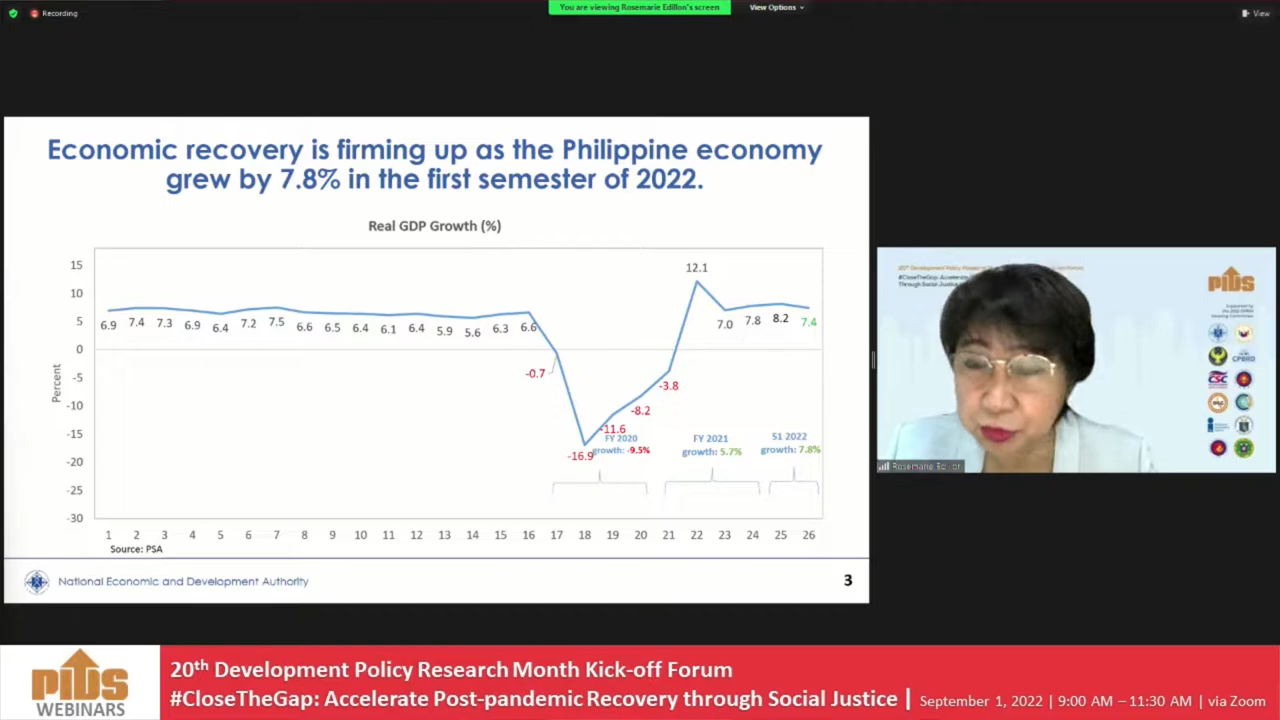 Recording
You are viewing Rosemarie Edillon's screen
View Options
View
Economic recovery is firming up as the Philippine economy
grew by 7.8% in the first semester of 2022.
Real GDP Growth (%)
Percent
15
10
5
0
-5
-10
-15
-20
-25
-30
6.9 7.4 7.3 6.9 6.4 7.2 7.5 6.6 6.5 6.4 6.1 6.4 5.9 5.6 6.3 6.6
-0.7
-16.9
-11.6
-8.2
-3.8
12.1
7.0
7.8
8.2
7.4
FY 2020
growth: -9.5%
FY 2021
growth: 5.7%
S1 2022
growth: 7.8%
1 2 3 4 5 6 7 8 9 10 11 12 13 14 15 16 17 18 19 20 21 22 23 24 25 26
Source: PSA
National Economic and Development Authority
3
#CloseTheGap: Accelerate
Through Social Justice
PIDS
CPBRD
CSC
Rosemarie Edillon
PIDS
WEBINARS
20th Development Policy Research Month Kick-off Forum
#CloseTheGap: Accelerate Post-pandemic Recovery through Social Justice | September 1, 2022 | 9:00 AM – 11:30 AM | via Zoom